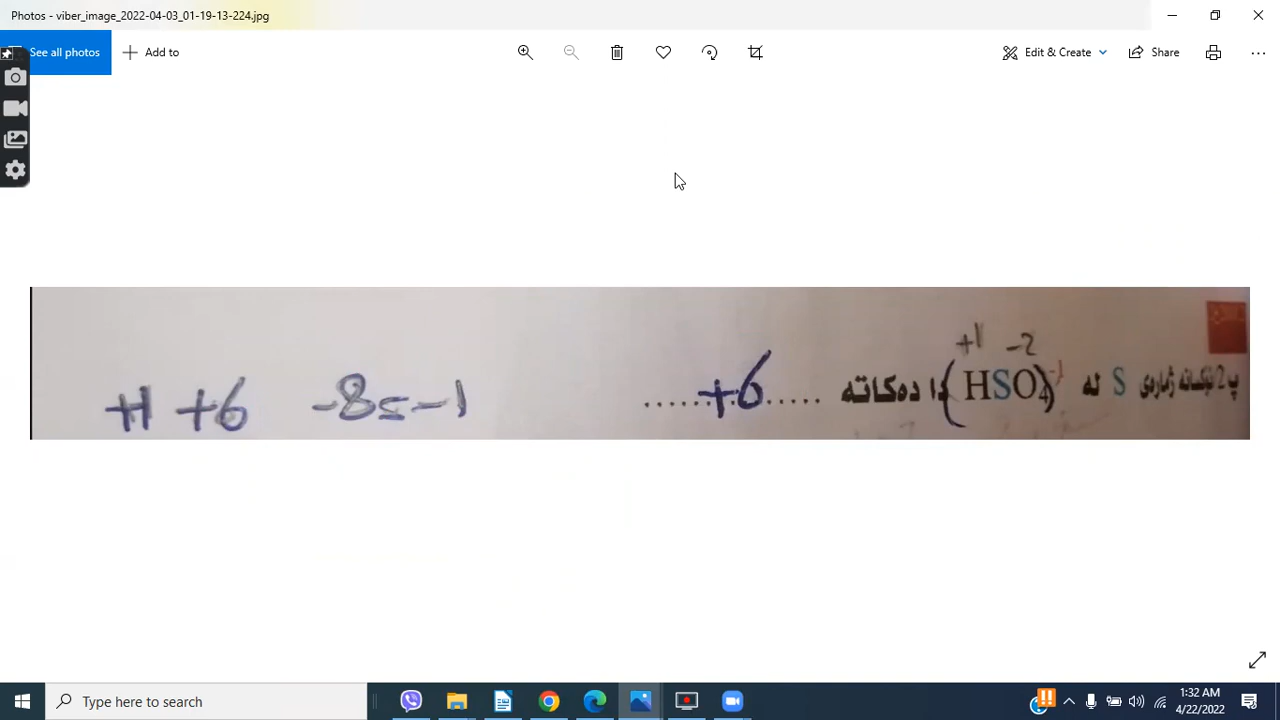 Photos - viber_image_2022-04-03_01-19-13-224.jpg
See all photos
Add to
Edit & Create
Share
+1 -2
پ2 ژمارەی S لە (HSO4)-1 دا دەکاتە ......+6......
+1 +6 -8 = -1
Type here to search
1:32 AM
4/22/2022